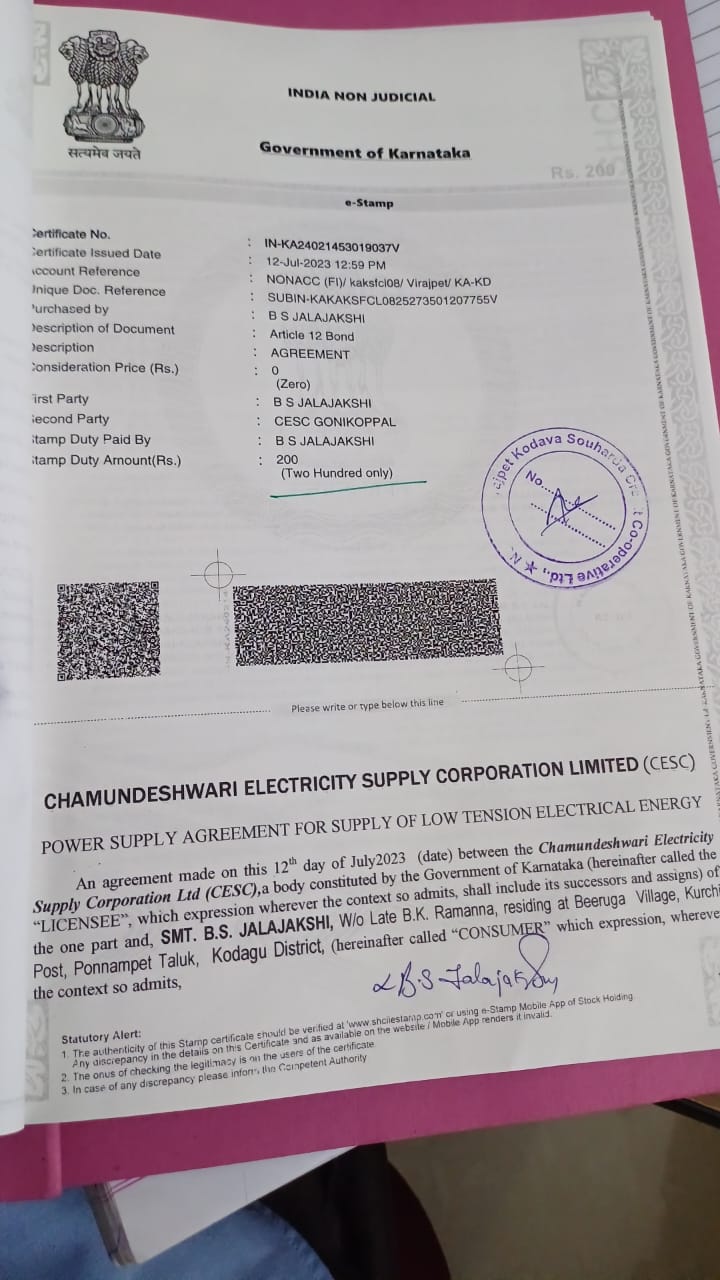 सत्यमेव जयते
INDIA NON JUDICIAL
Government of Karnataka
Rs. 200
e-Stamp
Certificate No. : IN-KA24021453019037V
Certificate Issued Date : 12-Jul-2023 12:59 PM
Account Reference : NONACC (FI)/ kaksfcl08/ Virajpet/ KA-KD
Unique Doc. Reference : SUBIN-KAKAKSFCL0825273501207755V
Purchased by : B S JALAJAKSHI
Description of Document : Article 12 Bond
Description : AGREEMENT
Consideration Price (Rs.) : 0
(Zero)
First Party : B S JALAJAKSHI
Second Party : CESC GONIKOPPAL
Stamp Duty Paid By : B S JALAJAKSHI
Stamp Duty Amount(Rs.) : 200
(Two Hundred only)
Kodava Souharda
Co-operative Ltd.,
No.
Please write or type below this line
CHAMUNDESHWARI ELECTRICITY SUPPLY CORPORATION LIMITED (CESC)
POWER SUPPLY AGREEMENT FOR SUPPLY OF LOW TENSION ELECTRICAL ENERGY
An agreement made on this 12th day of July2023 (date) between the Chamundeshwari Electricity
Supply Corporation Ltd (CESC),a body constituted by the Government of Karnataka (hereinafter called the
“LICENSEE”, which expression wherever the context so admits, shall include its successors and assigns) of
the one part and, SMT. B.S. JALAJAKSHI, W/o Late B.K. Ramanna, residing at Beeruga Village, Kurchi
Post, Ponnampet Taluk, Kodagu District, (hereinafter called “CONSUMER” which expression, whereve
the context so admits,
B.S Jalajakshi
Statutory Alert:
1. The authenticity of this Stamp certificate should be verified at 'www.shcilestamp.com' or using e-Stamp Mobile App of Stock Holding.
Any discrepancy in the details on this Certificate and as available on the website / Mobile App renders it invalid.
2. The onus of checking the legitimacy is on the users of the certificate.
3. In case of any discrepancy please inform the Competent Authority